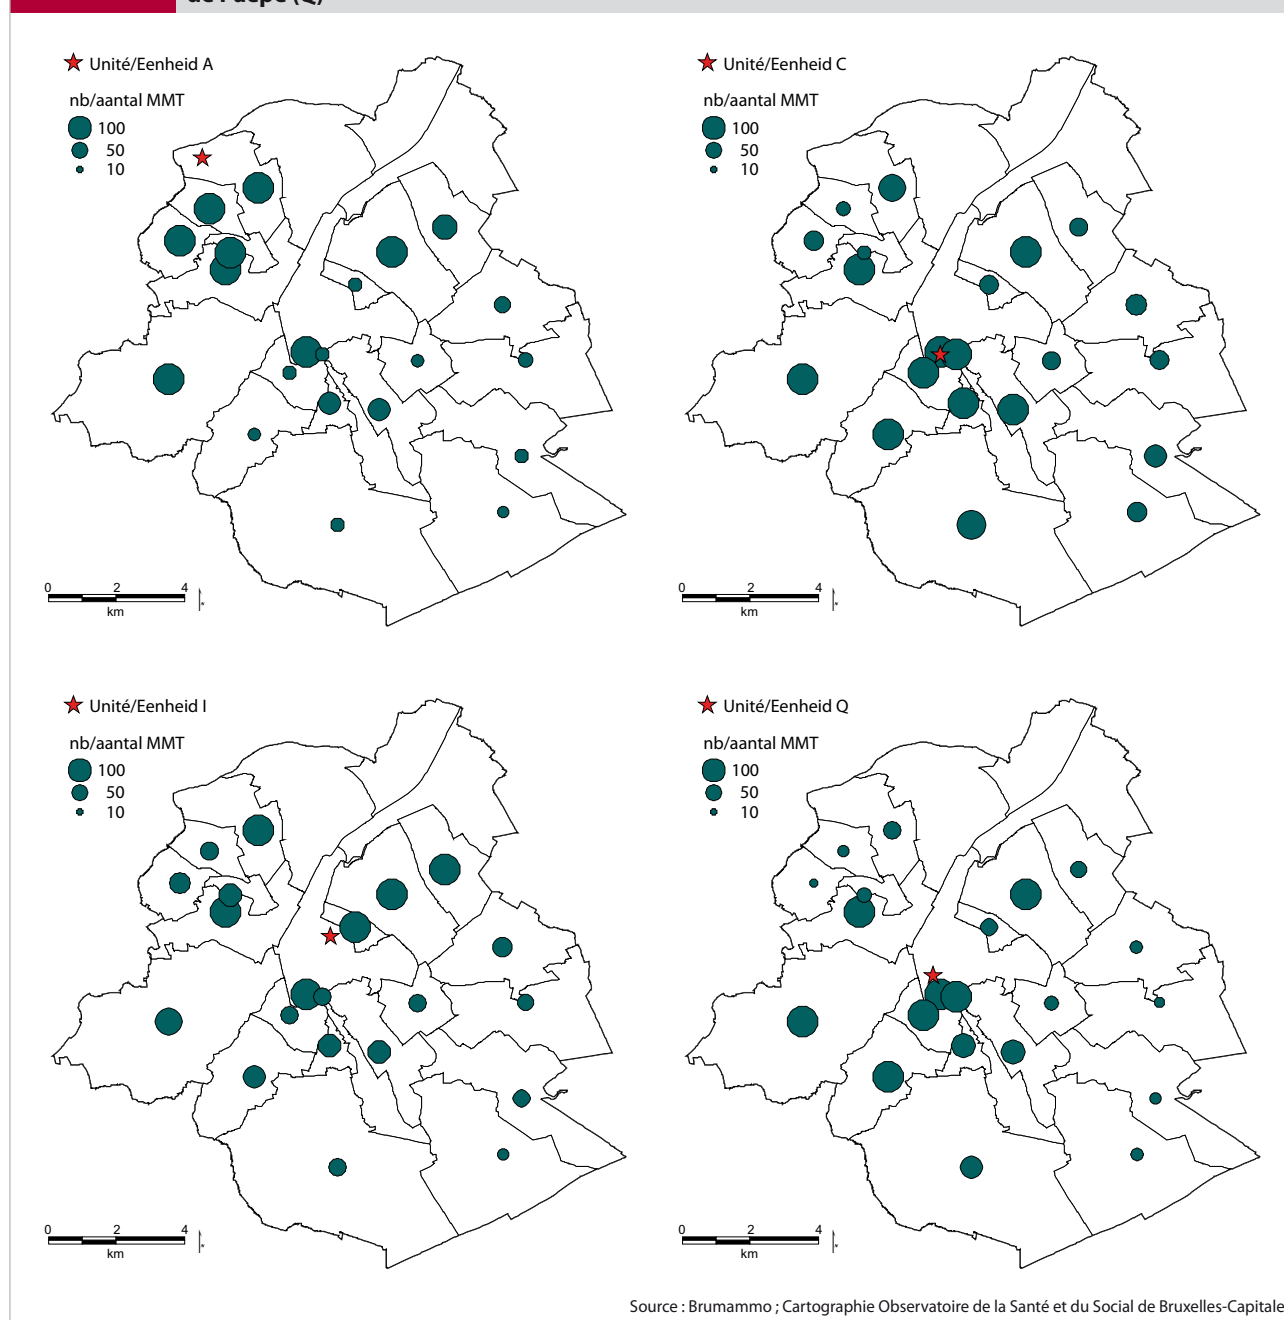 de Paepe (Q)
Unité/Eenheid A
nb/aantal MMT
100
50
10
0 2 4
km
Unité/Eenheid C
nb/aantal MMT
100
50
10
0 2 4
km
Unité/Eenheid I
nb/aantal MMT
100
50
10
0 2 4
km
Unité/Eenheid Q
nb/aantal MMT
100
50
10
0 2 4
km
Source : Brumammo ; Cartographie Observatoire de la Santé et du Social de Bruxelles-Capitale